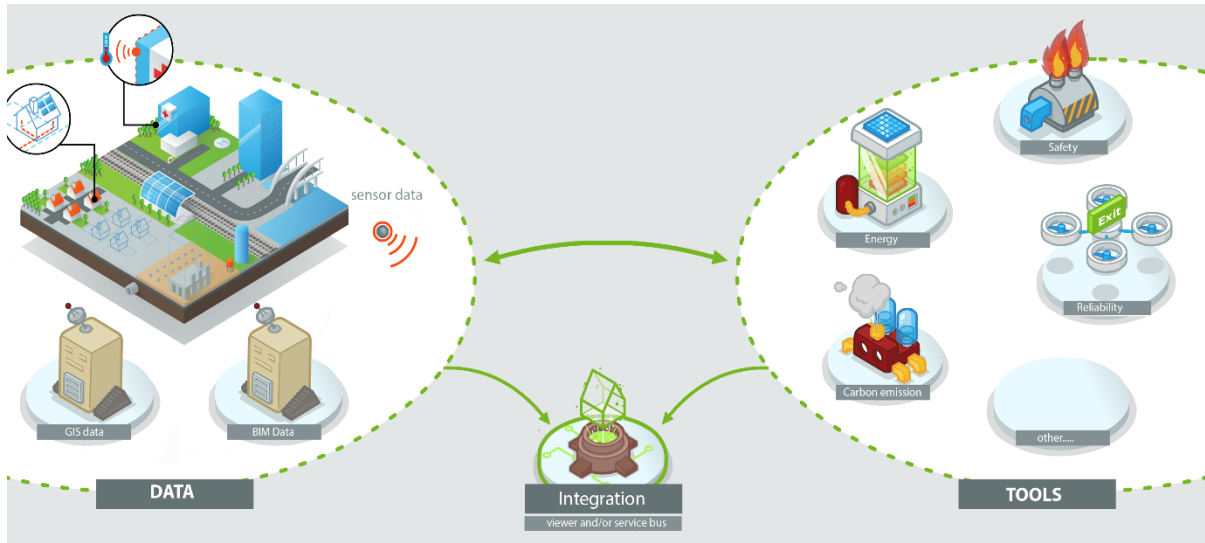 sensor data
GIS data
BIM Data
DATA
Integration
viewer and/or service bus
Safety
Energy
Exit
Reliability
Carbon emission
other.....
TOOLS